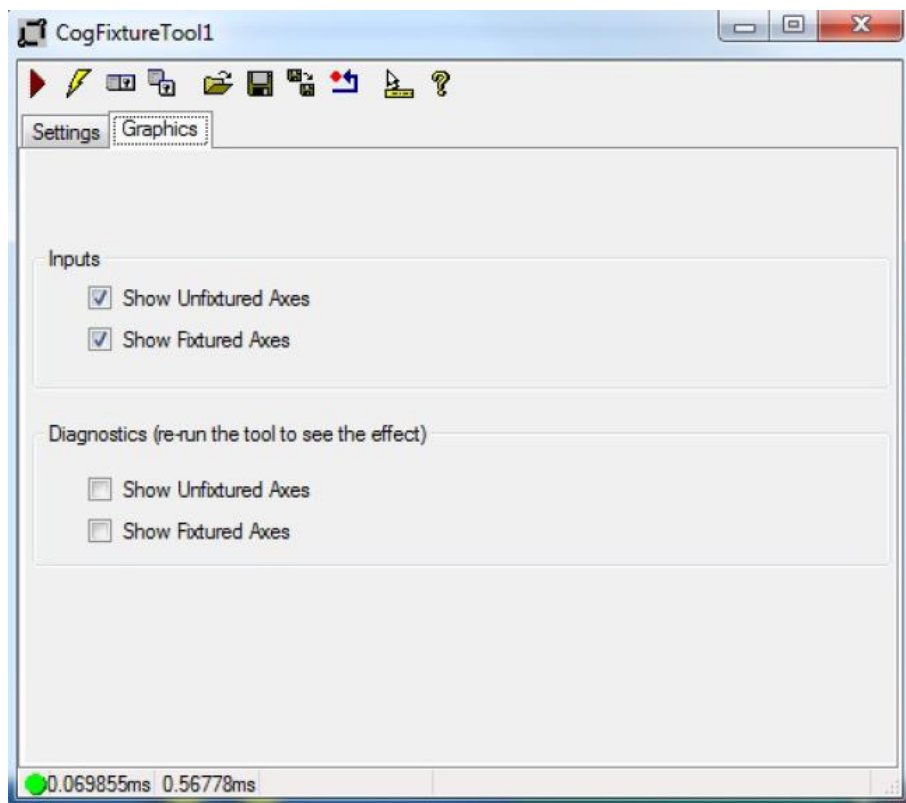 CogFixtureTool1
Settings Graphics
Inputs
Show Unfixtured Axes
Show Fixtured Axes
Diagnostics (re-run the tool to see the effect)
Show Unfixtured Axes
Show Fixtured Axes
0.069855ms 0.56778ms